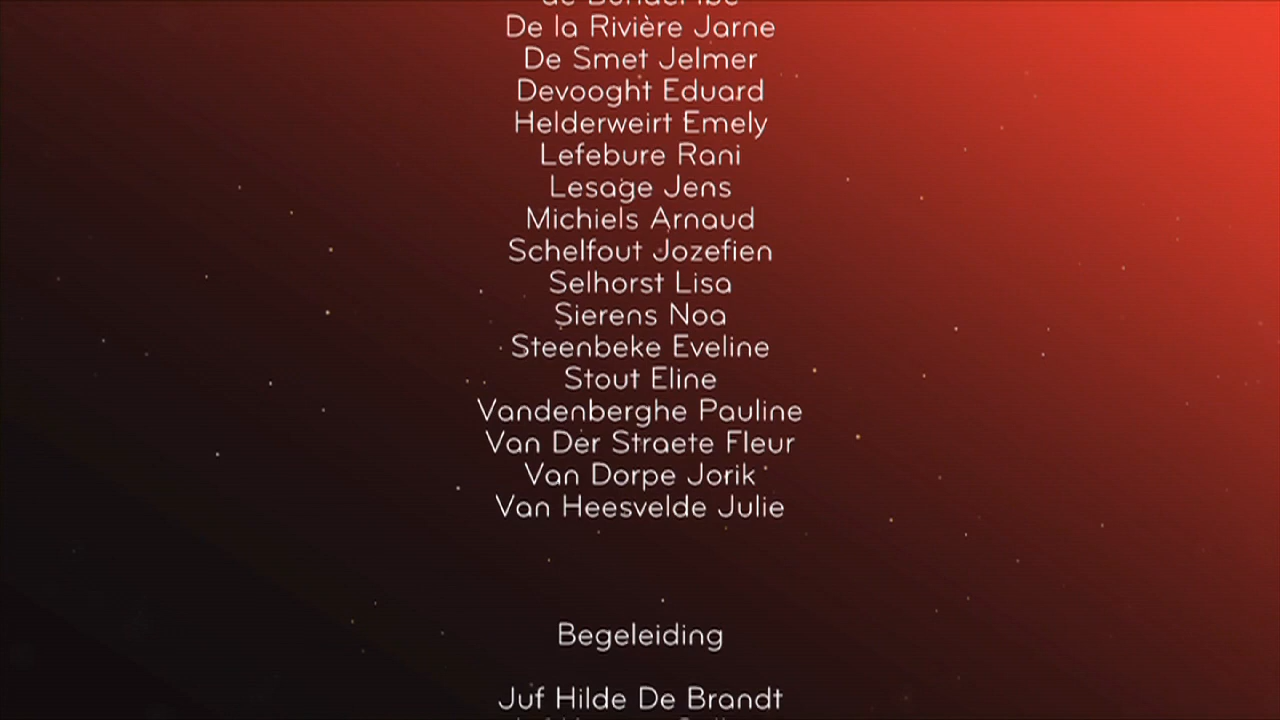 De la Rivière Jarne
De Smet Jelmer
Devooght Eduard
Helderweirt Emely
Lefebure Rani
Lesage Jens
Michiels Arnaud
Schelfout Jozefien
Selhorst Lisa
Sierens Noa
Steenbeke Eveline
Stout Eline
Vandenberghe Pauline
Van Der Straete Fleur
Van Dorpe Jorik
Van Heesvelde Julie
Begeleiding
Juf Hilde De Brandt